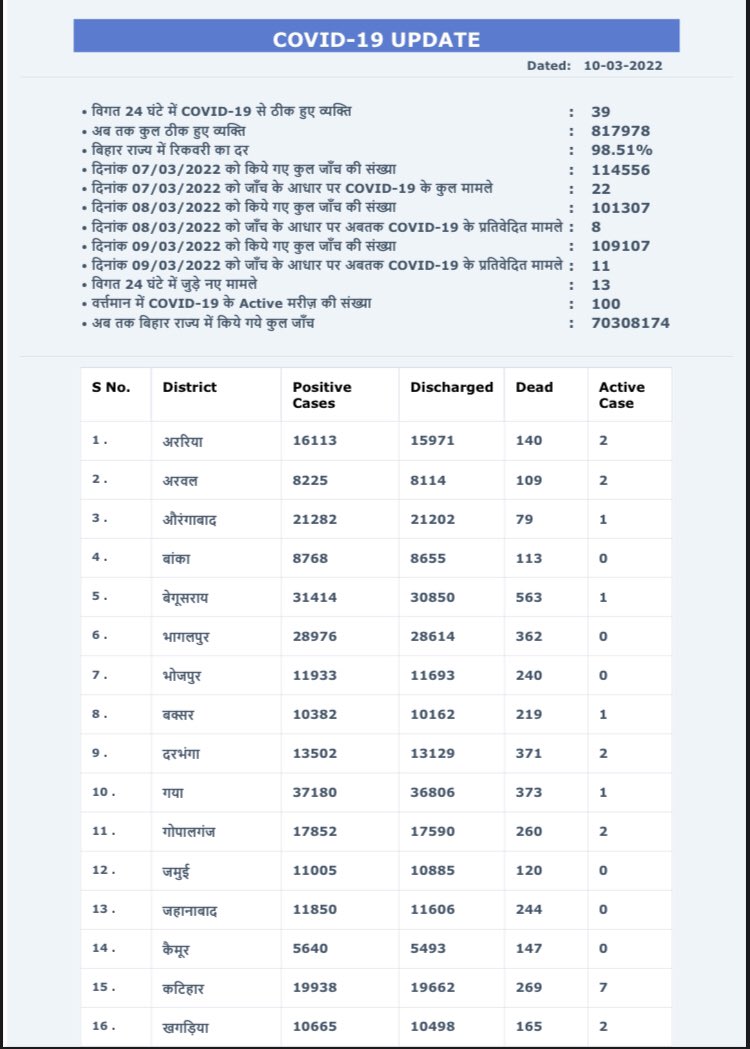 COVID-19 UPDATE
Dated: 10-03-2022
• विगत 24 घंटे में COVID-19 से ठीक हुए व्यक्ति : 39
• अब तक कुल ठीक हुए व्यक्ति : 817978
• बिहार राज्य में रिकवरी का दर : 98.51%
• दिनांक 07/03/2022 को किये गए कुल जाँच की संख्या : 114556
• दिनांक 07/03/2022 को जाँच के आधार पर COVID-19 के कुल मामले : 22
• दिनांक 08/03/2022 को किये गए कुल जाँच की संख्या : 101307
• दिनांक 08/03/2022 को जाँच के आधार पर अबतक COVID-19 के प्रतिवेदित मामले : 8
• दिनांक 09/03/2022 को किये गए कुल जाँच की संख्या : 109107
• दिनांक 09/03/2022 को जाँच के आधार पर अबतक COVID-19 के प्रतिवेदित मामले : 11
• विगत 24 घंटे में जुड़े नए मामले : 13
• वर्त्तमान में COVID-19 के Active मरीज़ की संख्या : 100
• अब तक बिहार राज्य में किये गये कुल जाँच : 70308174
S No. District Positive Cases Discharged Dead Active Case
1 . अररिया 16113 15971 140 2
2 . अरवल 8225 8114 109 2
3 . औरंगाबाद 21282 21202 79 1
4 . बांका 8768 8655 113 0
5 . बेगूसराय 31414 30850 563 1
6 . भागलपुर 28976 28614 362 0
7 . भोजपुर 11933 11693 240 0
8 . बक्सर 10382 10162 219 1
9 . दरभंगा 13502 13129 371 2
10 . गया 37180 36806 373 1
11 . गोपालगंज 17852 17590 260 2
12 . जमुई 11005 10885 120 0
13 . जहानाबाद 11850 11606 244 0
14 . कैमूर 5640 5493 147 0
15 . कटिहार 19938 19662 269 7
16 . खगड़िया 10665 10498 165 2